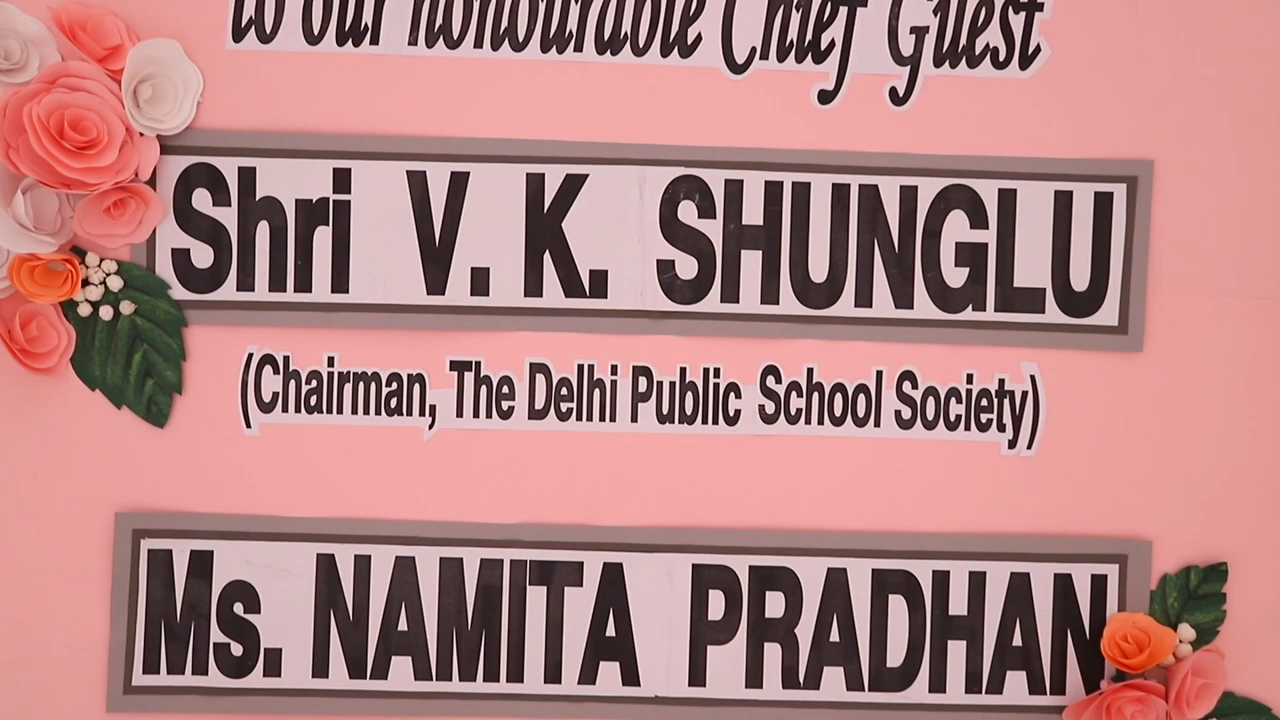 to our honourable Chief Guest
Shri V. K. SHUNGLU
(Chairman, The Delhi Public School Society)
Ms. NAMITA PRADHAN